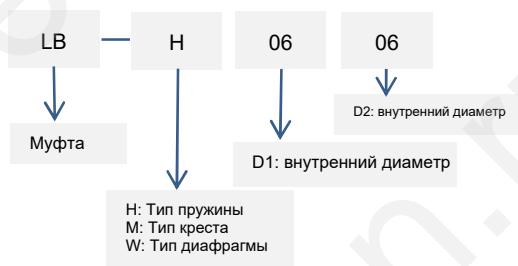 LB — H 06 06
D2: внутренний диаметр
Муфта
D1: внутренний диаметр
H: Тип пружины
M: Тип креста
W: Тип диафрагмы